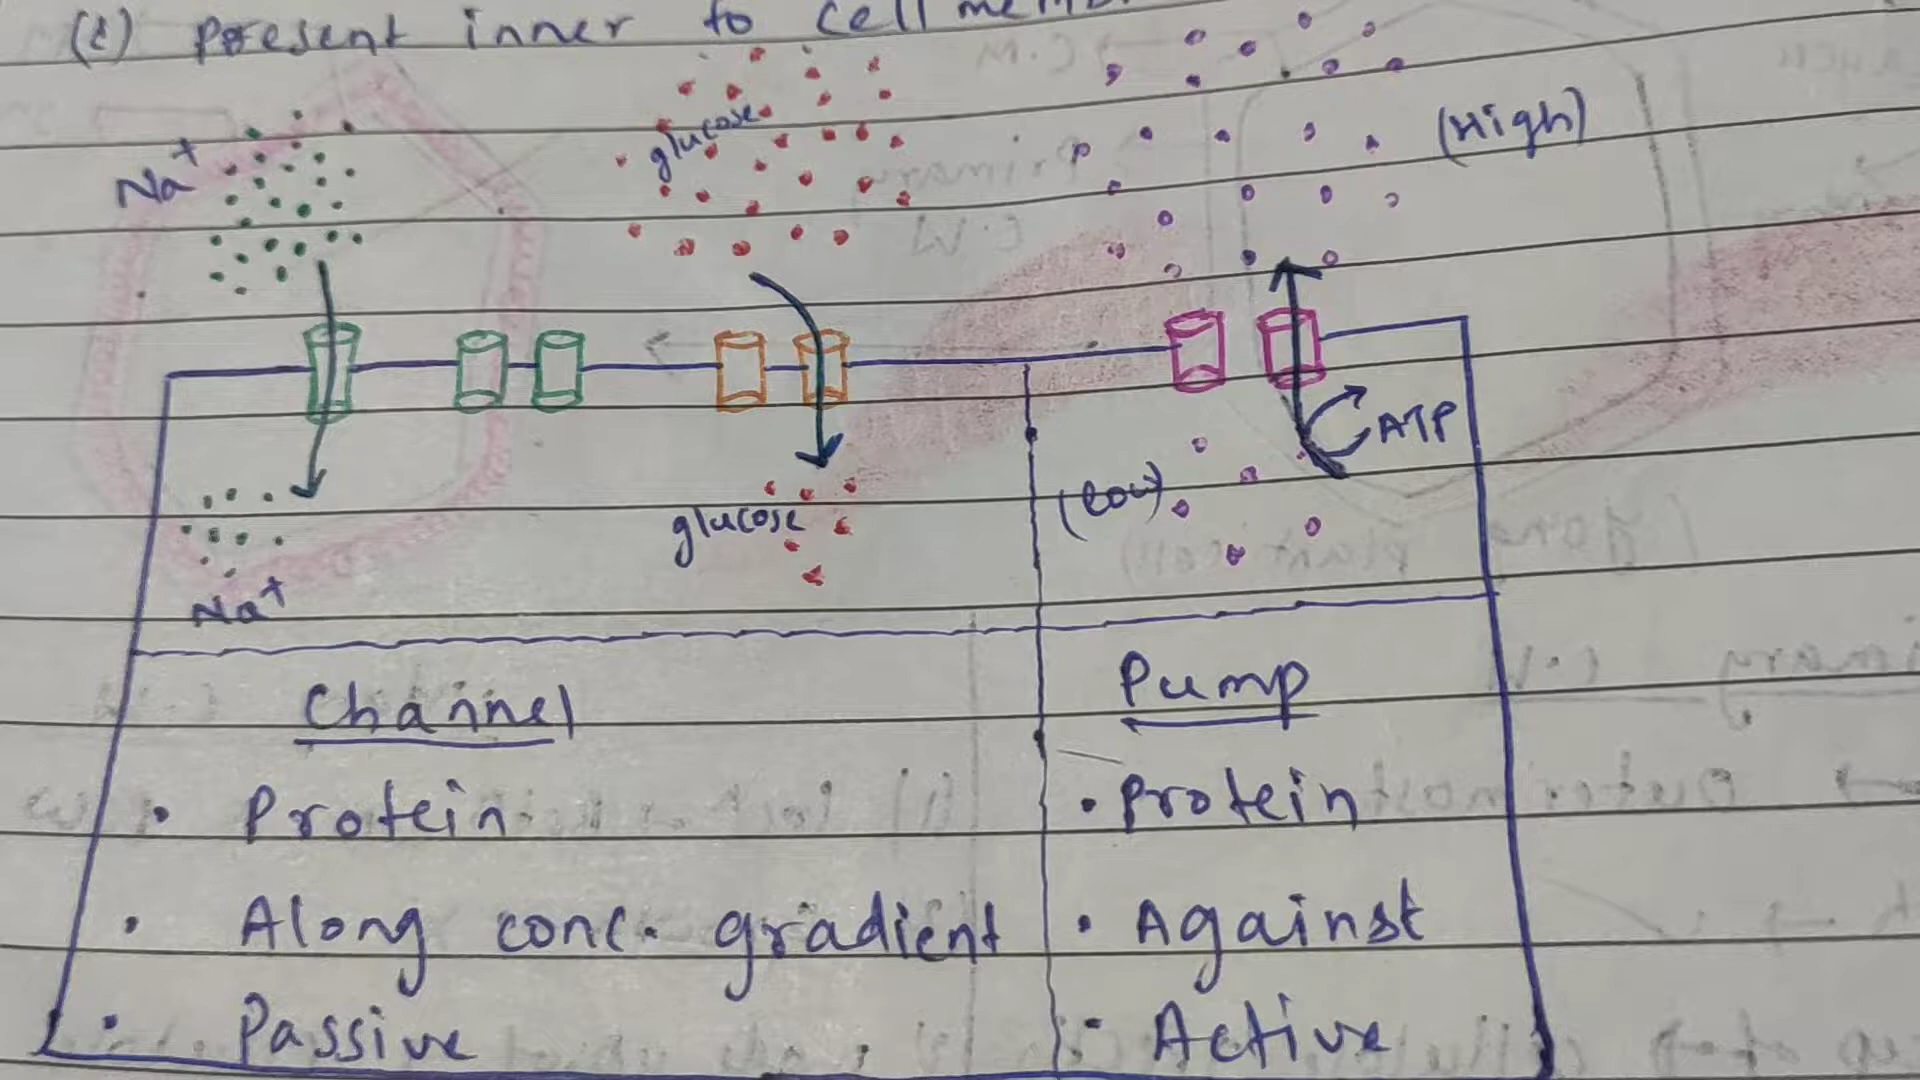 (2) present inner to cell
Na+
glucose
(High)
ATP
glucose
(low)
Na+
Channel
Pump
• Protein
• Protein
• Along conc. gradient
• Against
• Passive
• Active